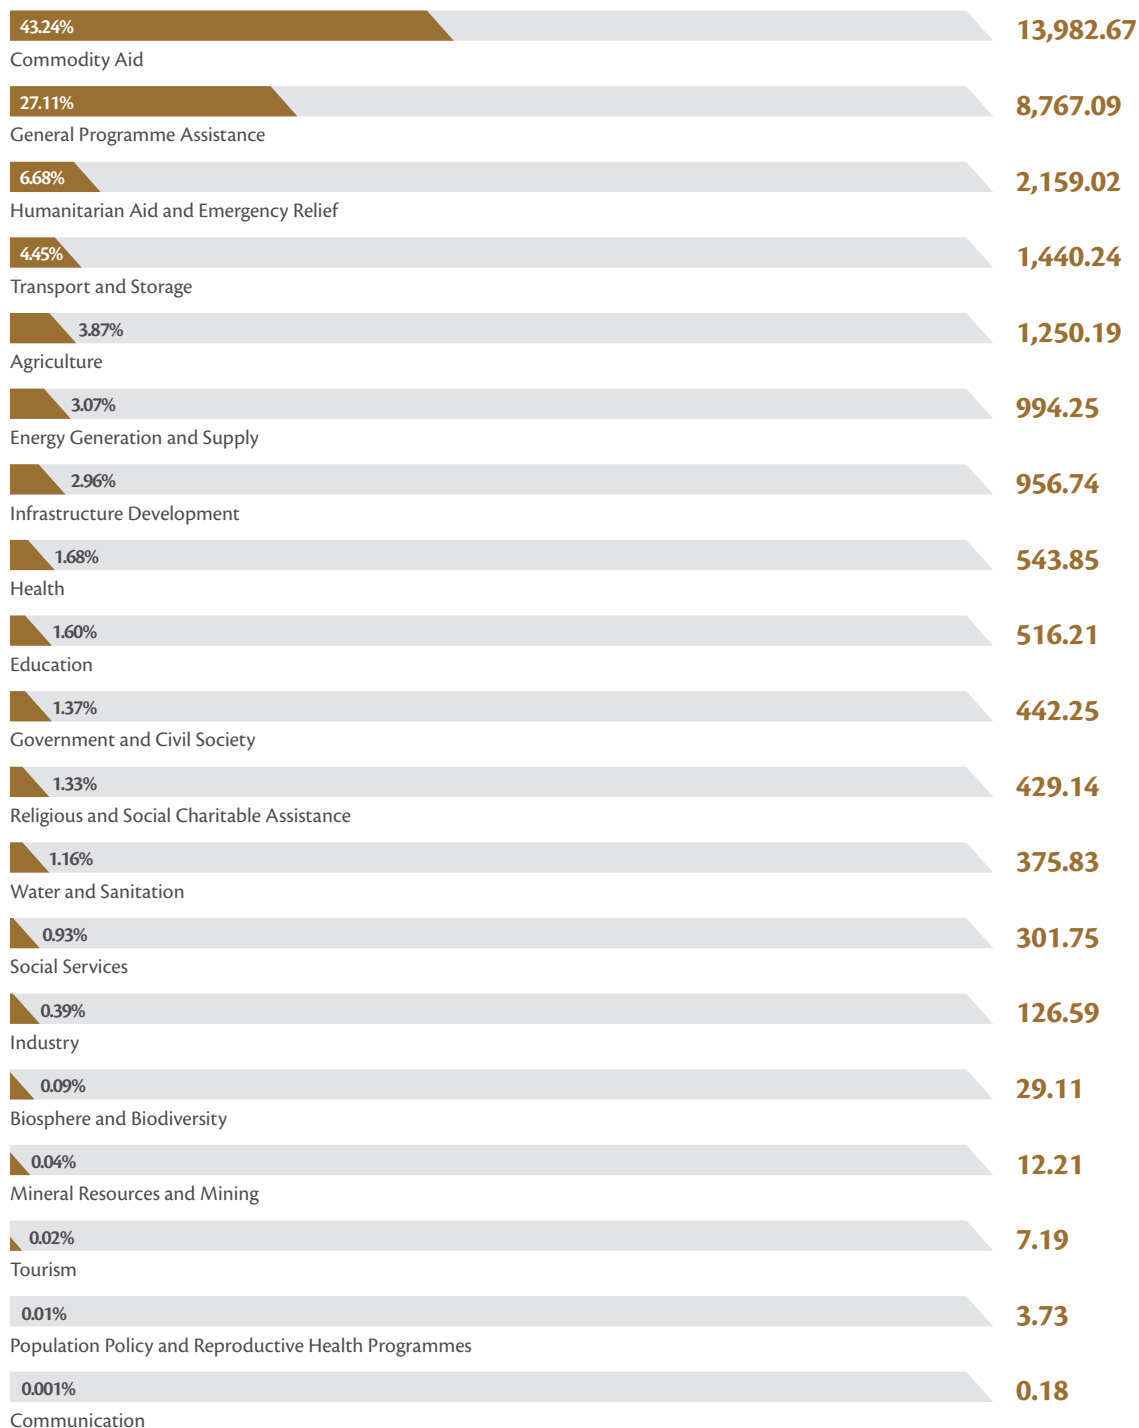 43.24% 13,982.67
Commodity Aid
27.11% 8,767.09
General Programme Assistance
6.68% 2,159.02
Humanitarian Aid and Emergency Relief
4.45% 1,440.24
Transport and Storage
3.87% 1,250.19
Agriculture
3.07% 994.25
Energy Generation and Supply
2.96% 956.74
Infrastructure Development
1.68% 543.85
Health
1.60% 516.21
Education
1.37% 442.25
Government and Civil Society
1.33% 429.14
Religious and Social Charitable Assistance
1.16% 375.83
Water and Sanitation
0.93% 301.75
Social Services
0.39% 126.59
Industry
0.09% 29.11
Biosphere and Biodiversity
0.04% 12.21
Mineral Resources and Mining
0.02% 7.19
Tourism
0.01% 3.73
Population Policy and Reproductive Health Programmes
0.001% 0.18
Communication